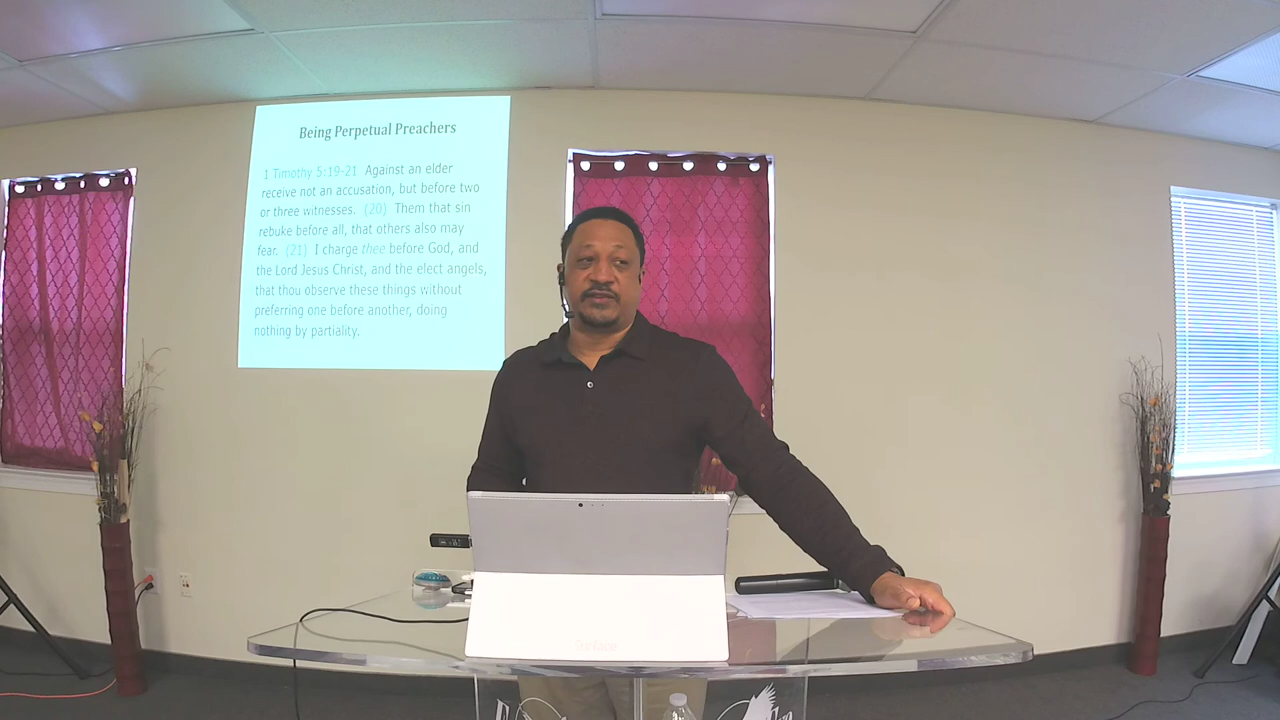 Being Perpetual Preachers
1 Timothy 5:19-21 Against an elder
receive not an accusation, but before two
or three witnesses. (20) Them that sin
rebuke before all, that others also may
fear. (21) I charge thee before God, and
the Lord Jesus Christ, and the elect angels
that thou observe these things without
preferring one before another, doing
nothing by partiality.
Surface